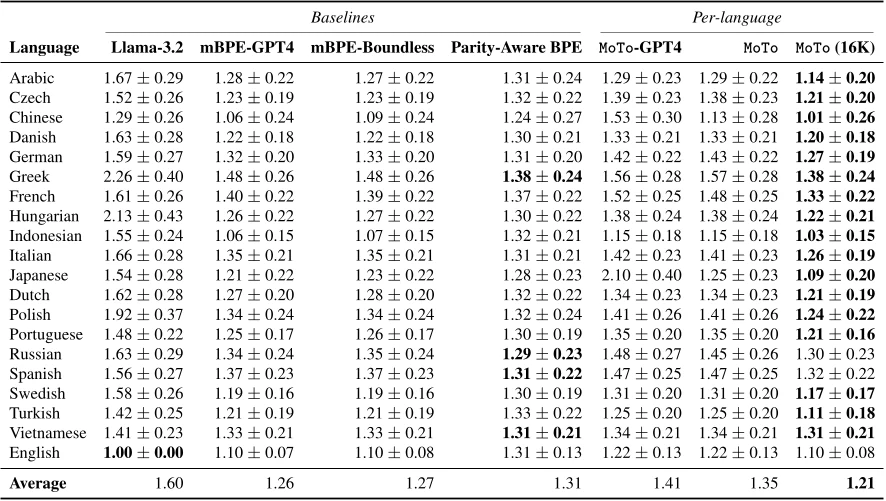 Baselines Per-language
Language Llama-3.2 mBPE-GPT4 mBPE-Boundless Parity-Aware BPE MoTo-GPT4 MoTo MoTo (16K)
Arabic 1.67 ± 0.29 1.28 ± 0.22 1.27 ± 0.22 1.31 ± 0.24 1.29 ± 0.23 1.29 ± 0.22 1.14 ± 0.20
Czech 1.52 ± 0.26 1.23 ± 0.19 1.23 ± 0.19 1.32 ± 0.22 1.39 ± 0.23 1.38 ± 0.23 1.21 ± 0.20
Chinese 1.29 ± 0.26 1.06 ± 0.24 1.09 ± 0.24 1.24 ± 0.27 1.53 ± 0.30 1.13 ± 0.28 1.01 ± 0.26
Danish 1.63 ± 0.28 1.22 ± 0.18 1.22 ± 0.18 1.30 ± 0.21 1.33 ± 0.21 1.33 ± 0.21 1.20 ± 0.18
German 1.59 ± 0.27 1.32 ± 0.20 1.33 ± 0.20 1.31 ± 0.20 1.42 ± 0.22 1.43 ± 0.22 1.27 ± 0.19
Greek 2.26 ± 0.40 1.48 ± 0.26 1.48 ± 0.26 1.38 ± 0.24 1.56 ± 0.28 1.57 ± 0.28 1.38 ± 0.24
French 1.61 ± 0.26 1.40 ± 0.22 1.39 ± 0.22 1.37 ± 0.22 1.52 ± 0.25 1.48 ± 0.25 1.33 ± 0.22
Hungarian 2.13 ± 0.43 1.26 ± 0.22 1.27 ± 0.22 1.30 ± 0.22 1.38 ± 0.24 1.38 ± 0.24 1.22 ± 0.21
Indonesian 1.55 ± 0.24 1.06 ± 0.15 1.07 ± 0.15 1.32 ± 0.21 1.15 ± 0.18 1.15 ± 0.18 1.03 ± 0.15
Italian 1.66 ± 0.28 1.35 ± 0.21 1.35 ± 0.21 1.31 ± 0.21 1.42 ± 0.23 1.41 ± 0.23 1.26 ± 0.19
Japanese 1.54 ± 0.28 1.21 ± 0.22 1.23 ± 0.22 1.28 ± 0.23 2.10 ± 0.40 1.25 ± 0.23 1.09 ± 0.20
Dutch 1.62 ± 0.28 1.27 ± 0.20 1.28 ± 0.20 1.32 ± 0.22 1.34 ± 0.23 1.34 ± 0.23 1.21 ± 0.19
Polish 1.92 ± 0.37 1.34 ± 0.24 1.34 ± 0.24 1.32 ± 0.24 1.41 ± 0.26 1.41 ± 0.26 1.24 ± 0.22
Portuguese 1.48 ± 0.22 1.25 ± 0.17 1.26 ± 0.17 1.30 ± 0.19 1.35 ± 0.20 1.35 ± 0.20 1.21 ± 0.16
Russian 1.63 ± 0.29 1.34 ± 0.24 1.35 ± 0.24 1.29 ± 0.23 1.48 ± 0.27 1.45 ± 0.26 1.30 ± 0.23
Spanish 1.56 ± 0.27 1.37 ± 0.23 1.37 ± 0.23 1.31 ± 0.22 1.47 ± 0.25 1.47 ± 0.25 1.32 ± 0.22
Swedish 1.58 ± 0.26 1.19 ± 0.16 1.19 ± 0.16 1.30 ± 0.19 1.31 ± 0.20 1.31 ± 0.20 1.17 ± 0.17
Turkish 1.42 ± 0.25 1.21 ± 0.19 1.21 ± 0.19 1.33 ± 0.22 1.25 ± 0.20 1.25 ± 0.20 1.11 ± 0.18
Vietnamese 1.41 ± 0.23 1.33 ± 0.21 1.33 ± 0.21 1.31 ± 0.21 1.34 ± 0.21 1.34 ± 0.21 1.31 ± 0.21
English 1.00 ± 0.00 1.10 ± 0.07 1.10 ± 0.08 1.31 ± 0.13 1.22 ± 0.13 1.22 ± 0.13 1.10 ± 0.08
Average 1.60 1.26 1.27 1.31 1.41 1.35 1.21